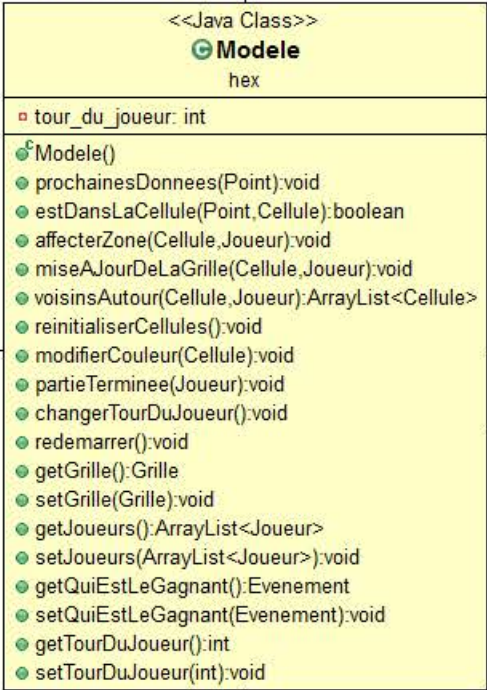 <<Java Class>>
Modele
hex
tour_du_joueur: int
Modele()
prochainesDonnees(Point):void
estDansLaCellule(Point,Cellule):boolean
affecterZone(Cellule,Joueur):void
miseAJourDeLaGrille(Cellule,Joueur):void
voisinsAutour(Cellule,Joueur):ArrayList<Cellule>
reinitialiserCellules():void
modifierCouleur(Cellule):void
partieTerminee(Joueur):void
changerTourDuJoueur():void
redemarrer():void
getGrille():Grille
setGrille(Grille):void
getJoueurs():ArrayList<Joueur>
setJoueurs(ArrayList<Joueur>):void
getQuiEstLeGagnant():Evenement
setQuiEstLeGagnant(Evenement):void
getTourDuJoueur():int
setTourDuJoueur(int):void